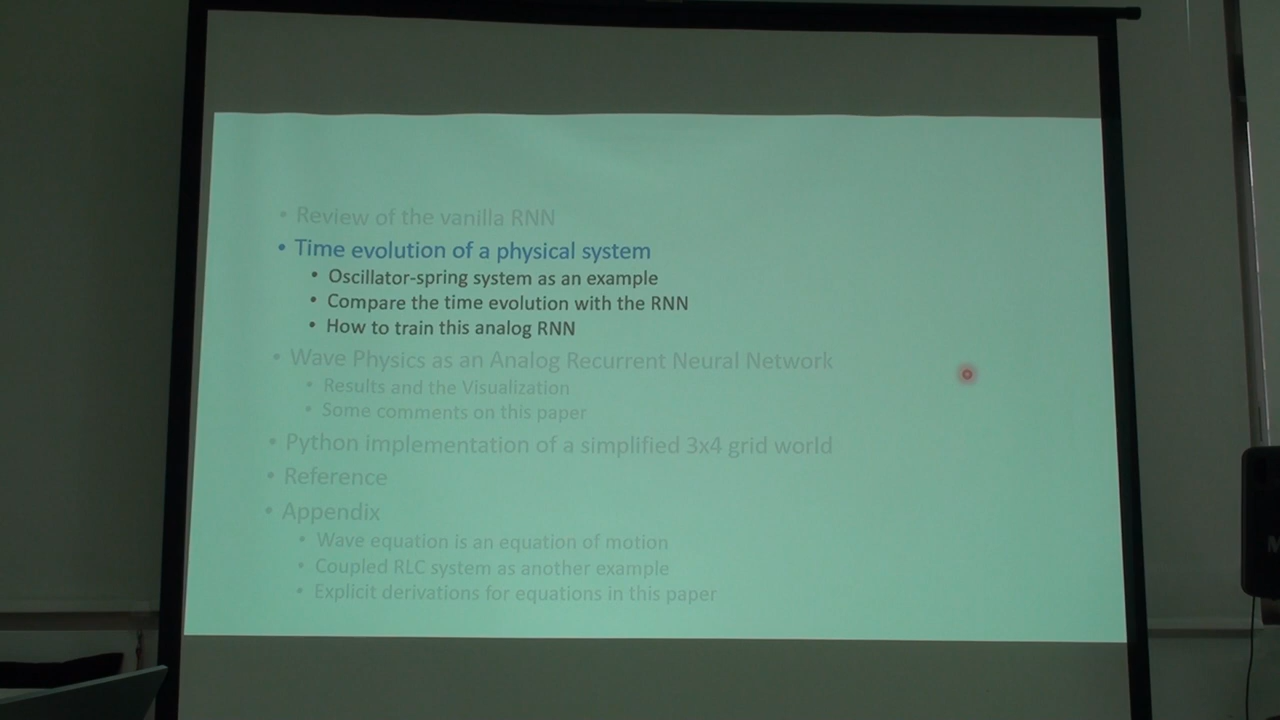 • Review of the vanilla RNN
• Time evolution of a physical system
• Oscillator-spring system as an example
• Compare the time evolution with the RNN
• How to train this analog RNN
• Wave Physics as an Analog Recurrent Neural Network
• Results and the Visualization
• Some comments on this paper
• Python implementation of a simplified 3x4 grid world
• Reference
• Appendix
• Wave equation is an equation of motion
• Coupled RLC system as another example
• Explicit derivations for equations in this paper